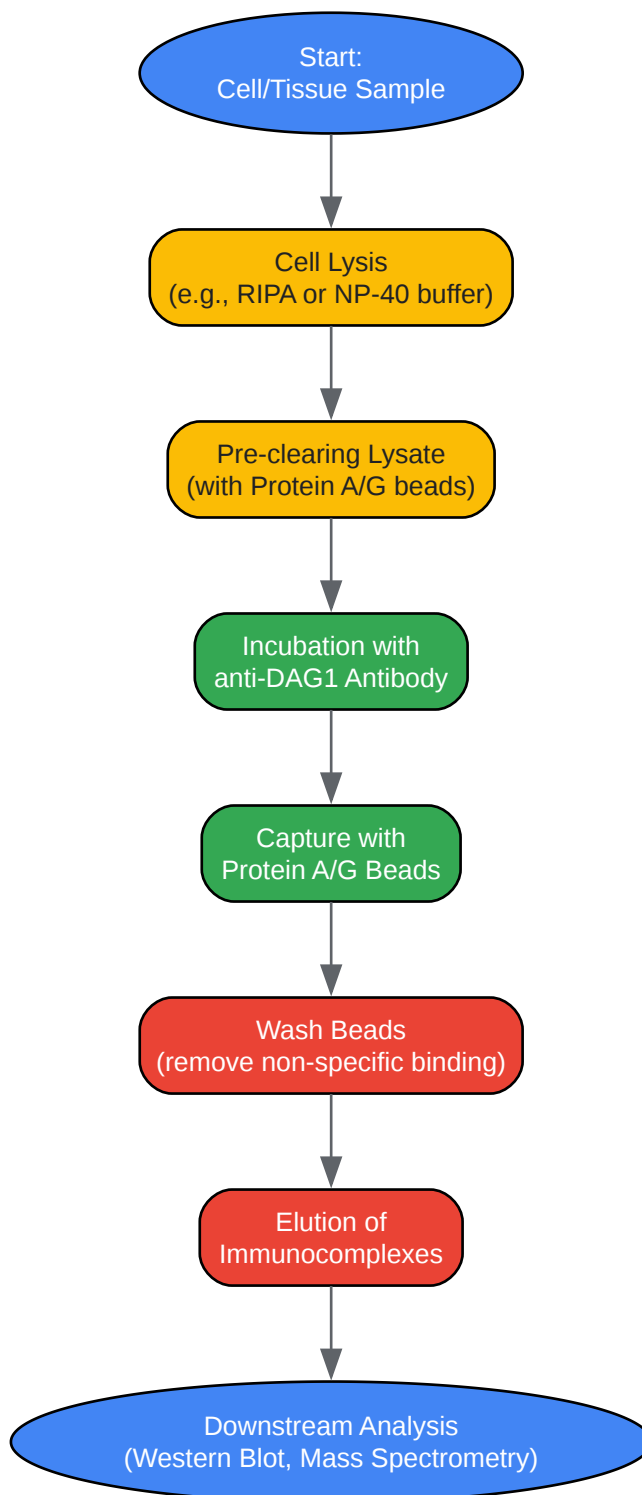 Start:
Cell/Tissue Sample
Cell Lysis
(e.g., RIPA or NP-40 buffer)
Pre-clearing Lysate
(with Protein A/G beads)
Incubation with
anti-DAG1 Antibody
Capture with
Protein A/G Beads
Wash Beads
(remove non-specific binding)
Elution of
Immunocomplexes
Downstream Analysis
(Western Blot, Mass Spectrometry)